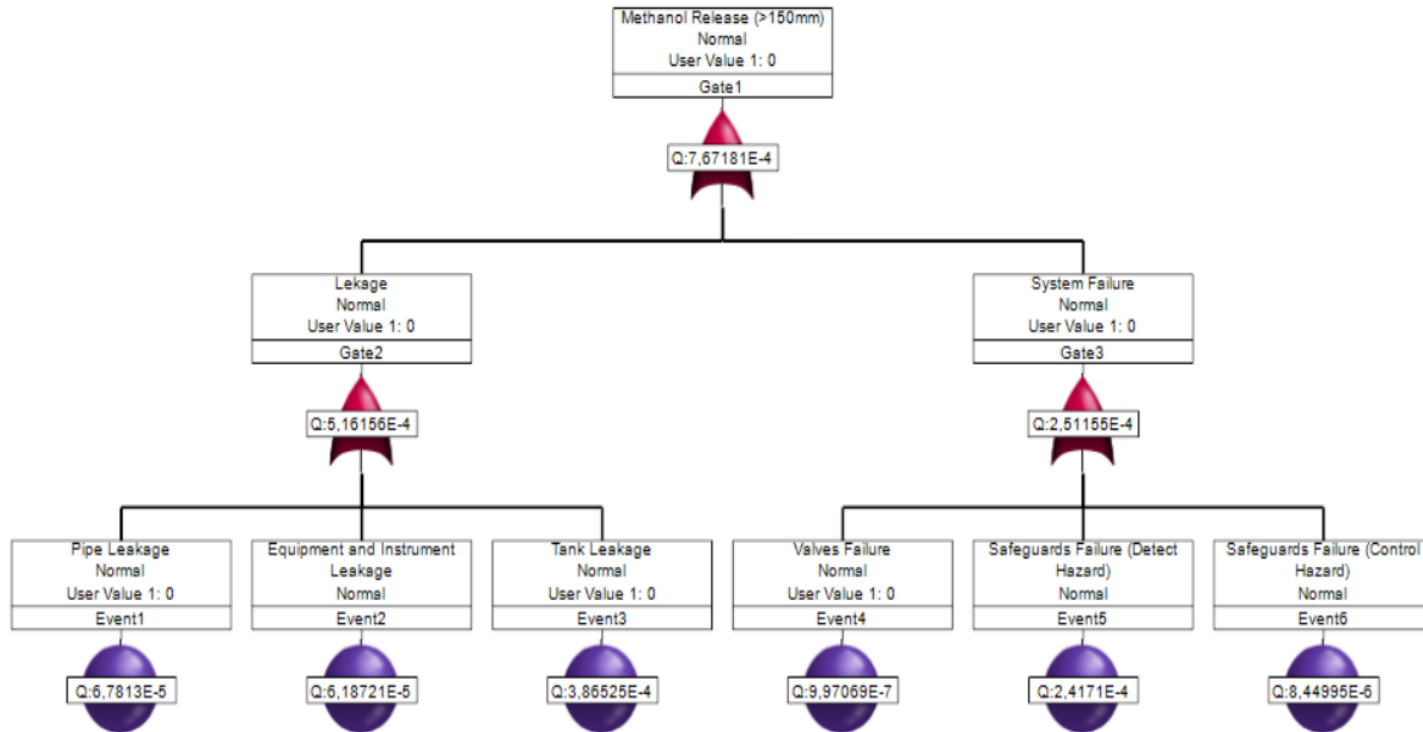 Methanol Release (>150mm)
Normal
User Value 1: 0
Gate1
Q:7,67181E-4
Lekage
Normal
User Value 1: 0
Gate2
Q:5,16156E-4
System Failure
Normal
User Value 1: 0
Gate3
Q:2,51155E-4
Pipe Leakage
Normal
User Value 1: 0
Event1
Q:6,7813E-5
Equipment and Instrument
Leakage
Normal
Event2
Q:6,18721E-5
Tank Leakage
Normal
User Value 1: 0
Event3
Q:3,86525E-4
Valves Failure
Normal
User Value 1: 0
Event4
Q:9,97069E-7
Safeguards Failure (Detect
Hazard)
Normal
Event5
Q:2,4171E-4
Safeguards Failure (Control
Hazard)
Normal
Event6
Q:8,44995E-6